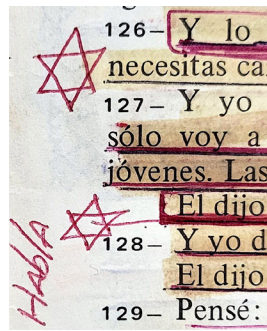 126– Y lo
necesitas ca
127– Y yo
sólo voy a
jóvenes. Las
El dijo
128– Y yo d
El dijo
129– Pensé:
Habla